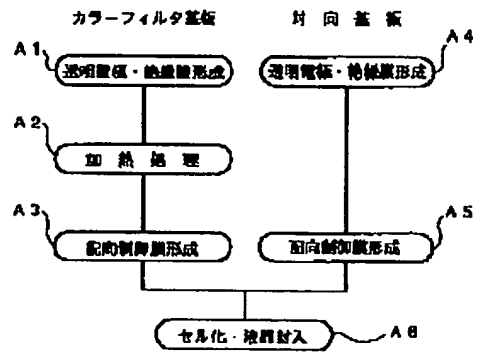 カラーフィルタ基板
対向基板
A1
透明電極・絶縁膜形成
A4
透明電極・絶縁膜形成
A2
加熱処理
A3
配向制御膜形成
A5
配向制御膜形成
セル化・液晶封入
A6